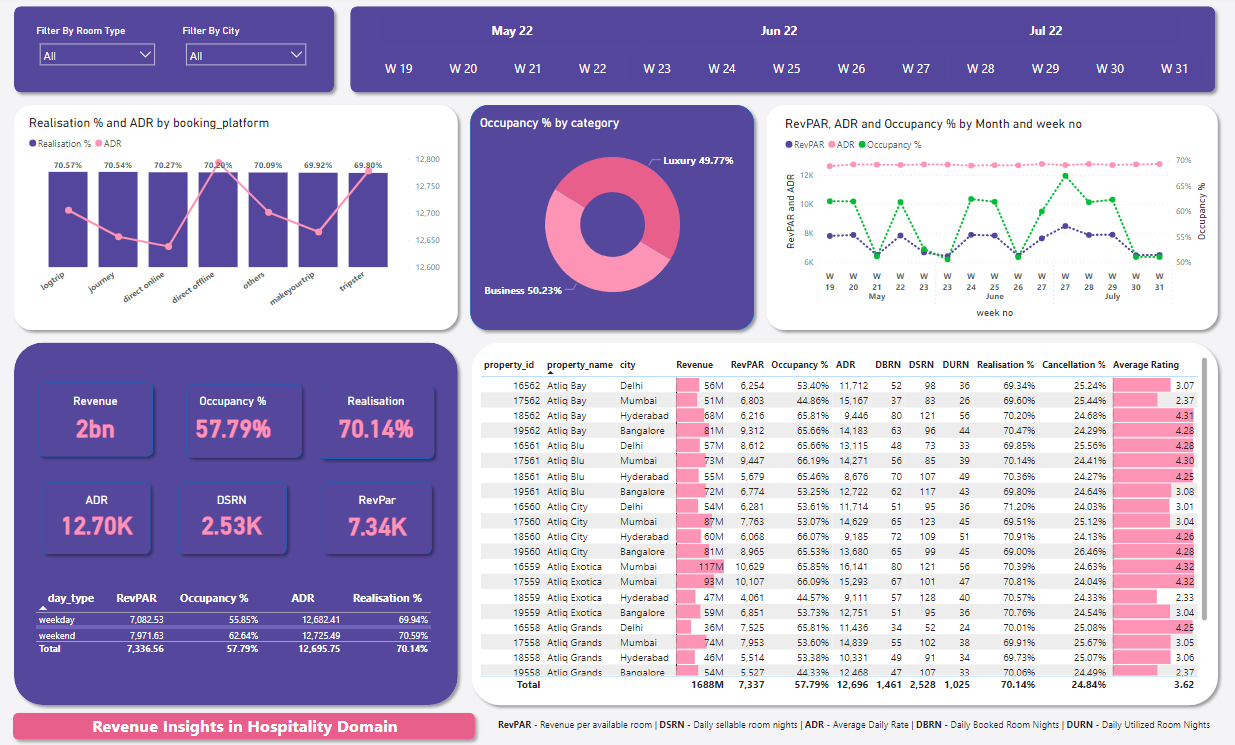 Filter By Room Type
All
Filter By City
All
May 22 Jun 22 Jul 22
W 19 W 20 W 21 W 22 W 23 W 24 W 25 W 26 W 27 W 28 W 29 W 30 W 31
Realisation % and ADR by booking_platform
Realisation % ADR
70.57% 70.54% 70.27% 70.20% 70.09% 69.92% 69.80%
12,800
12,750
12,700
12,650
12,600
logtrip journey direct online direct offline others makeyourtrip tripster
Occupancy % by category
Luxury 49.77%
Business 50.23%
RevPAR, ADR and Occupancy % by Month and week no
RevPAR ADR Occupancy %
RevPAR and ADR
12K
10K
8K
6K
70%
65%
60%
55%
50%
Occupancy %
W W W W W W W W W W W W W W W
19 20 21 22 23 23 24 25 26 27 27 28 29 30 31
May June July
week no
Revenue
2bn
Occupancy %
57.79%
Realisation
70.14%
ADR
12.70K
DSRN
2.53K
RevPar
7.34K
day_type RevPAR Occupancy % ADR Realisation %
weekday 7,082.53 55.85% 12,682.41 69.94%
weekend 7,971.63 62.64% 12,725.49 70.59%
Total 7,336.56 57.79% 12,695.75 70.14%
property_id property_name city Revenue RevPAR Occupancy % ADR DBRN DSRN DURN Realisation % Cancellation % Average Rating
16562 Atliq Bay Delhi 56M 6,254 53.40% 11,712 52 98 36 69.34% 25.24% 3.07
17562 Atliq Bay Mumbai 51M 6,803 44.86% 15,167 37 83 26 69.60% 25.44% 2.37
18562 Atliq Bay Hyderabad 68M 6,216 65.81% 9,446 80 121 56 70.20% 24.68% 4.31
19562 Atliq Bay Bangalore 81M 9,312 65.66% 14,183 63 96 44 70.47% 24.29% 4.28
16561 Atliq Blu Delhi 57M 8,612 65.66% 13,115 48 73 33 69.85% 25.56% 4.28
17561 Atliq Blu Mumbai 73M 9,447 66.19% 14,271 56 85 39 70.14% 24.41% 4.30
18561 Atliq Blu Hyderabad 55M 5,679 65.46% 8,676 70 107 49 70.36% 24.27% 4.25
19561 Atliq Blu Bangalore 72M 6,774 53.25% 12,722 62 117 43 69.80% 24.64% 3.08
16560 Atliq City Delhi 54M 6,281 53.61% 11,714 51 95 36 71.20% 24.03% 3.01
17560 Atliq City Mumbai 87M 7,763 53.07% 14,629 65 123 45 69.51% 25.12% 3.04
18560 Atliq City Hyderabad 60M 6,068 66.07% 9,185 72 109 51 70.91% 24.13% 4.26
19560 Atliq City Bangalore 81M 8,965 65.53% 13,680 65 99 45 69.00% 26.46% 4.28
16559 Atliq Exotica Mumbai 117M 10,629 65.85% 16,141 80 121 56 70.39% 24.63% 4.32
17559 Atliq Exotica Mumbai 93M 10,107 66.09% 15,293 67 101 47 70.81% 24.04% 4.32
18559 Atliq Exotica Hyderabad 47M 4,061 44.57% 9,111 57 128 40 70.57% 24.33% 2.33
19559 Atliq Exotica Bangalore 59M 6,851 53.73% 12,751 51 95 36 70.76% 24.54% 3.04
16558 Atliq Grands Delhi 36M 7,525 65.81% 11,436 34 52 24 70.01% 25.08% 4.25
17558 Atliq Grands Mumbai 74M 7,953 53.60% 14,839 55 102 38 69.91% 25.67% 3.05
18558 Atliq Grands Hyderabad 46M 5,514 53.38% 10,331 49 91 34 69.73% 25.07% 3.06
19558 Atliq Grands Bangalore 54M 5,527 44.33% 12,468 47 107 33 70.06% 24.49% 2.37
Total 1688M 7,337 57.79% 12,696 1,461 2,528 1,025 70.14% 24.84% 3.62
Revenue Insights in Hospitality Domain
RevPAR - Revenue per available room | DSRN - Daily sellable room nights | ADR - Average Daily Rate | DBRN - Daily Booked Room Nights | DURN - Daily Utilized Room Nights